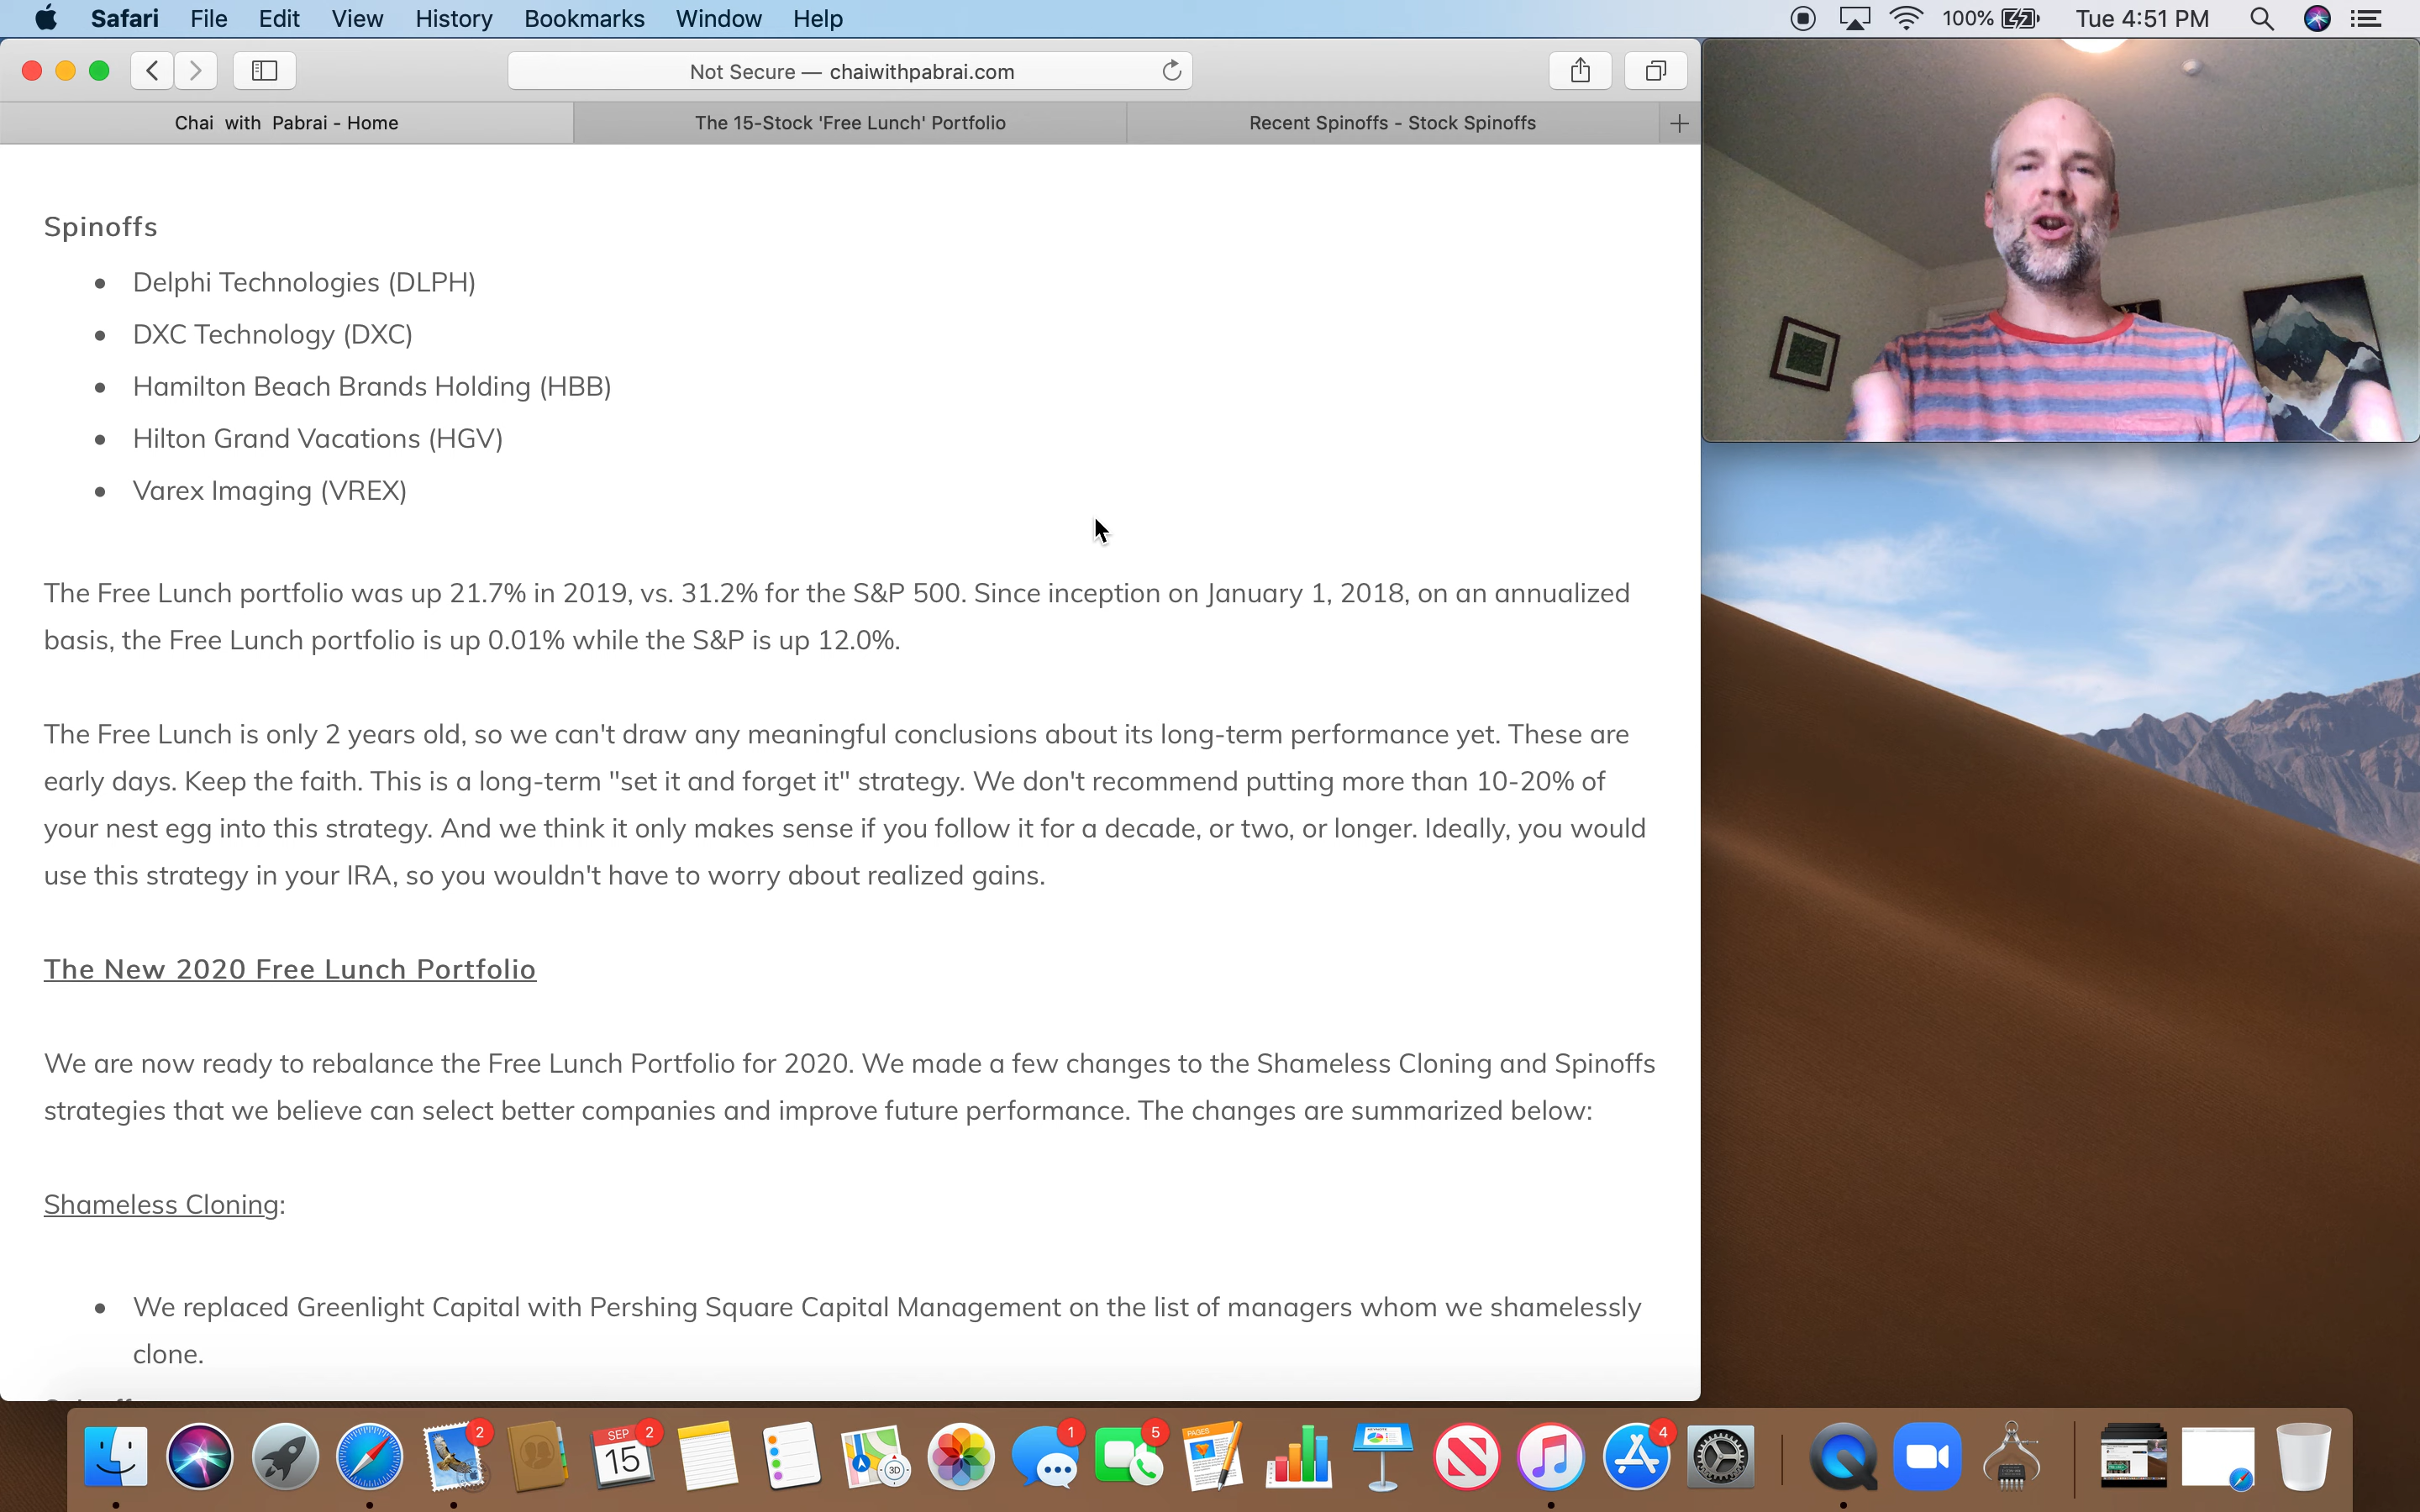 Safari File Edit View History Bookmarks Window Help 100% Tue 4:51 PM
Not Secure — chaiwithpabrai.com
Chai with Pabrai - Home
The 15-Stock 'Free Lunch' Portfolio
Recent Spinoffs - Stock Spinoffs
Spinoffs
• Delphi Technologies (DLPH)
• DXC Technology (DXC)
• Hamilton Beach Brands Holding (HBB)
• Hilton Grand Vacations (HGV)
• Varex Imaging (VREX)
The Free Lunch portfolio was up 21.7% in 2019, vs. 31.2% for the S&P 500. Since inception on January 1, 2018, on an annualized
basis, the Free Lunch portfolio is up 0.01% while the S&P is up 12.0%.
The Free Lunch is only 2 years old, so we can't draw any meaningful conclusions about its long-term performance yet. These are
early days. Keep the faith. This is a long-term "set it and forget it" strategy. We don't recommend putting more than 10-20% of
your nest egg into this strategy. And we think it only makes sense if you follow it for a decade, or two, or longer. Ideally, you would
use this strategy in your IRA, so you wouldn't have to worry about realized gains.
The New 2020 Free Lunch Portfolio
We are now ready to rebalance the Free Lunch Portfolio for 2020. We made a few changes to the Shameless Cloning and Spinoffs
strategies that we believe can select better companies and improve future performance. The changes are summarized below:
Shameless Cloning:
• We replaced Greenlight Capital with Pershing Square Capital Management on the list of managers whom we shamelessly
clone.
2
SEP
15
2
3D
1
5
PAGES
4